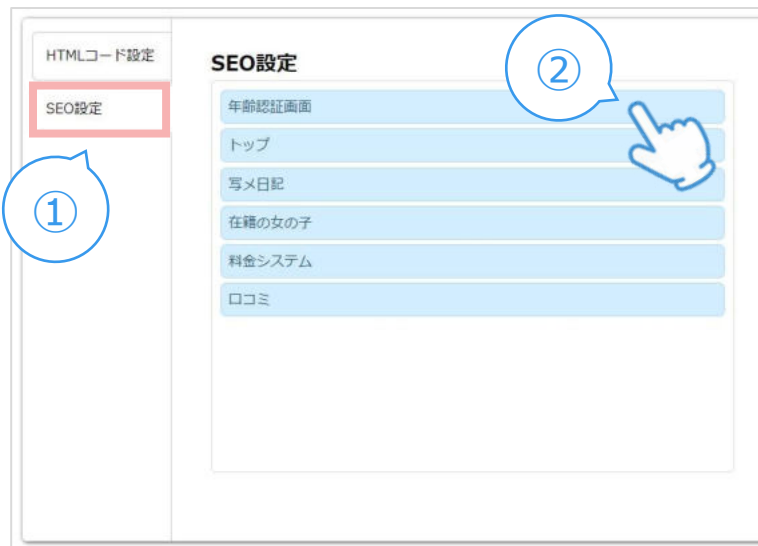 HTMLコード設定
SEO設定
①
SEO設定
②
年齢認証画面
トップ
写メ日記
在籍の女の子
料金システム
口コミ